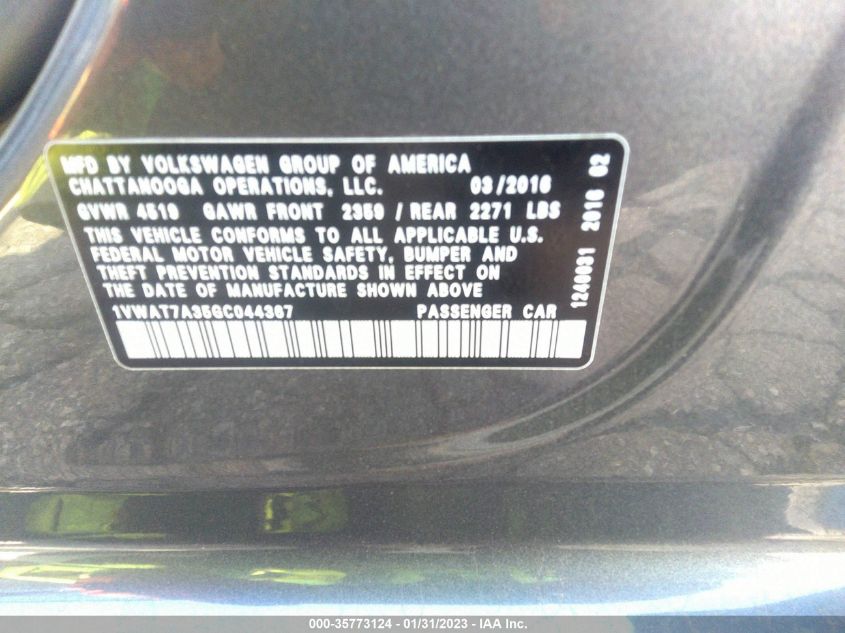 MFD BY VOLKSWAGEN GROUP OF AMERICA
CHATTANOOGA OPERATIONS, LLC. 03/2016
GVWR 4519 GAWR FRONT 2359 / REAR 2271 LBS
THIS VEHICLE CONFORMS TO ALL APPLICABLE U.S.
FEDERAL MOTOR VEHICLE SAFETY, BUMPER AND
THEFT PREVENTION STANDARDS IN EFFECT ON
THE DATE OF MANUFACTURE SHOWN ABOVE
1VWAT7A35GC044367 PASSENGER CAR
1240031 2016 02
000-35773124 - 01/31/2023 - IAA Inc.